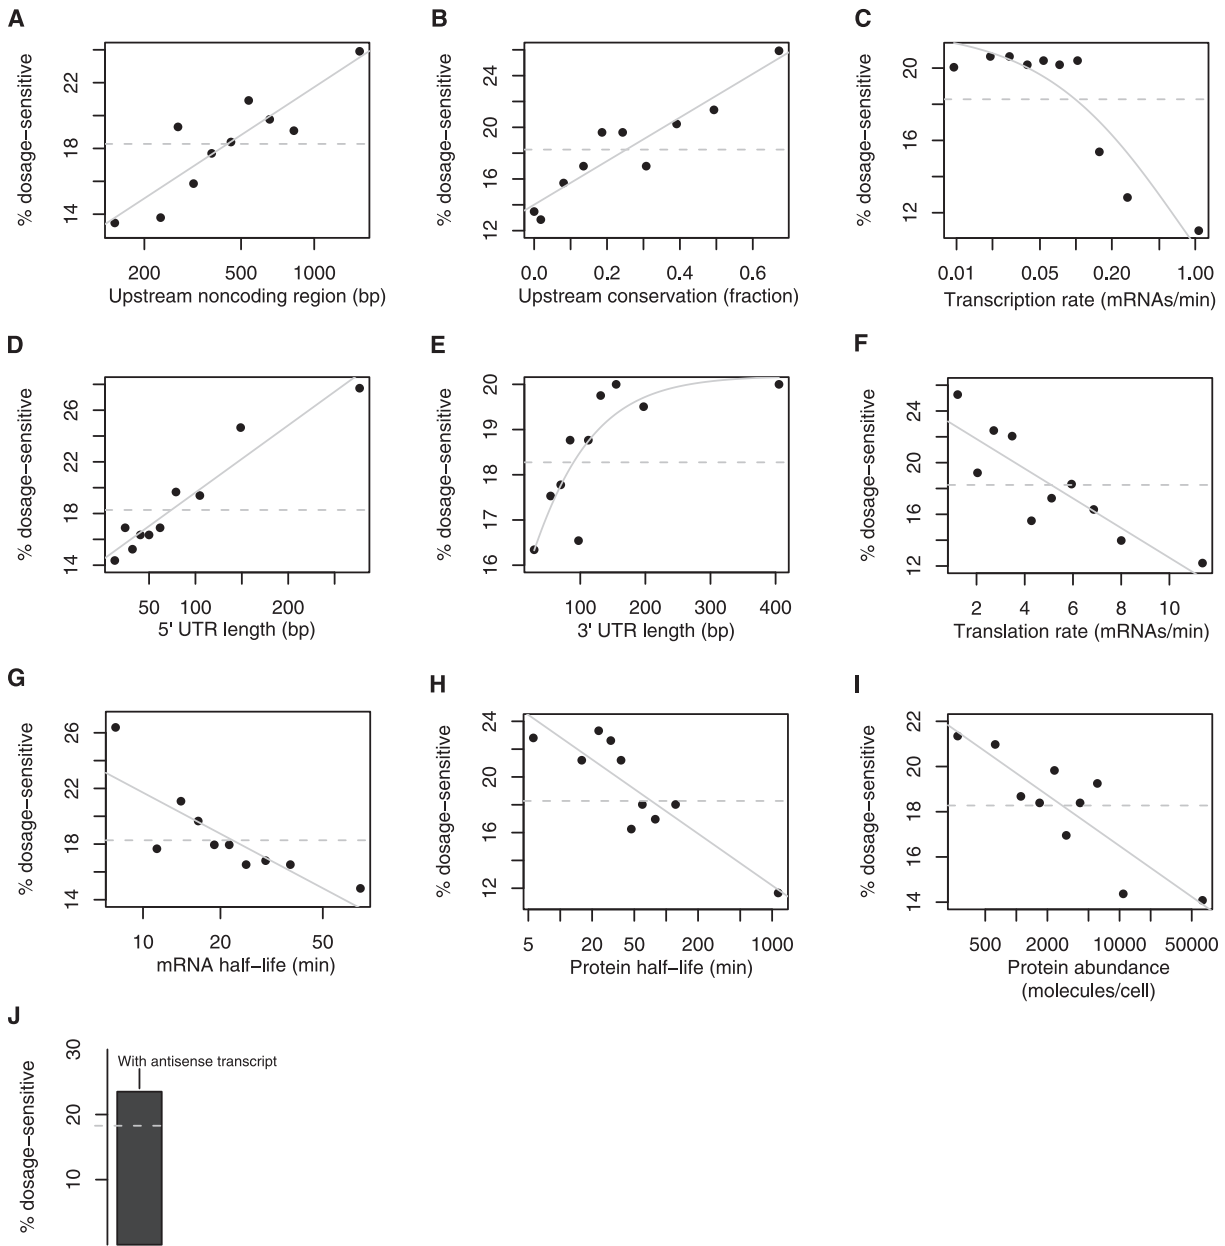 A
% dosage−sensitive
14
18
22
200
500
1000
Upstream noncoding region (bp)
B
% dosage−sensitive
12
16
20
24
0.0
0.2
0.4
0.6
Upstream conservation (fraction)
C
% dosage−sensitive
12
16
20
0.01
0.05
0.20
1.00
Transcription rate (mRNAs/min)
D
% dosage−sensitive
14
18
22
26
50
100
200
5' UTR length (bp)
E
% dosage−sensitive
16
17
18
19
20
100
200
300
400
3' UTR length (bp)
F
% dosage−sensitive
12
16
20
24
2
4
6
8
10
Translation rate (mRNAs/min)
G
% dosage−sensitive
14
18
22
26
10
20
50
mRNA half−life (min)
H
% dosage−sensitive
12
16
20
24
5
20
50
200
1000
Protein half−life (min)
I
% dosage−sensitive
14
16
18
20
22
500
2000
10000
50000
Protein abundance
(molecules/cell)
J
% dosage−sensitive
10
20
30
With antisense transcript